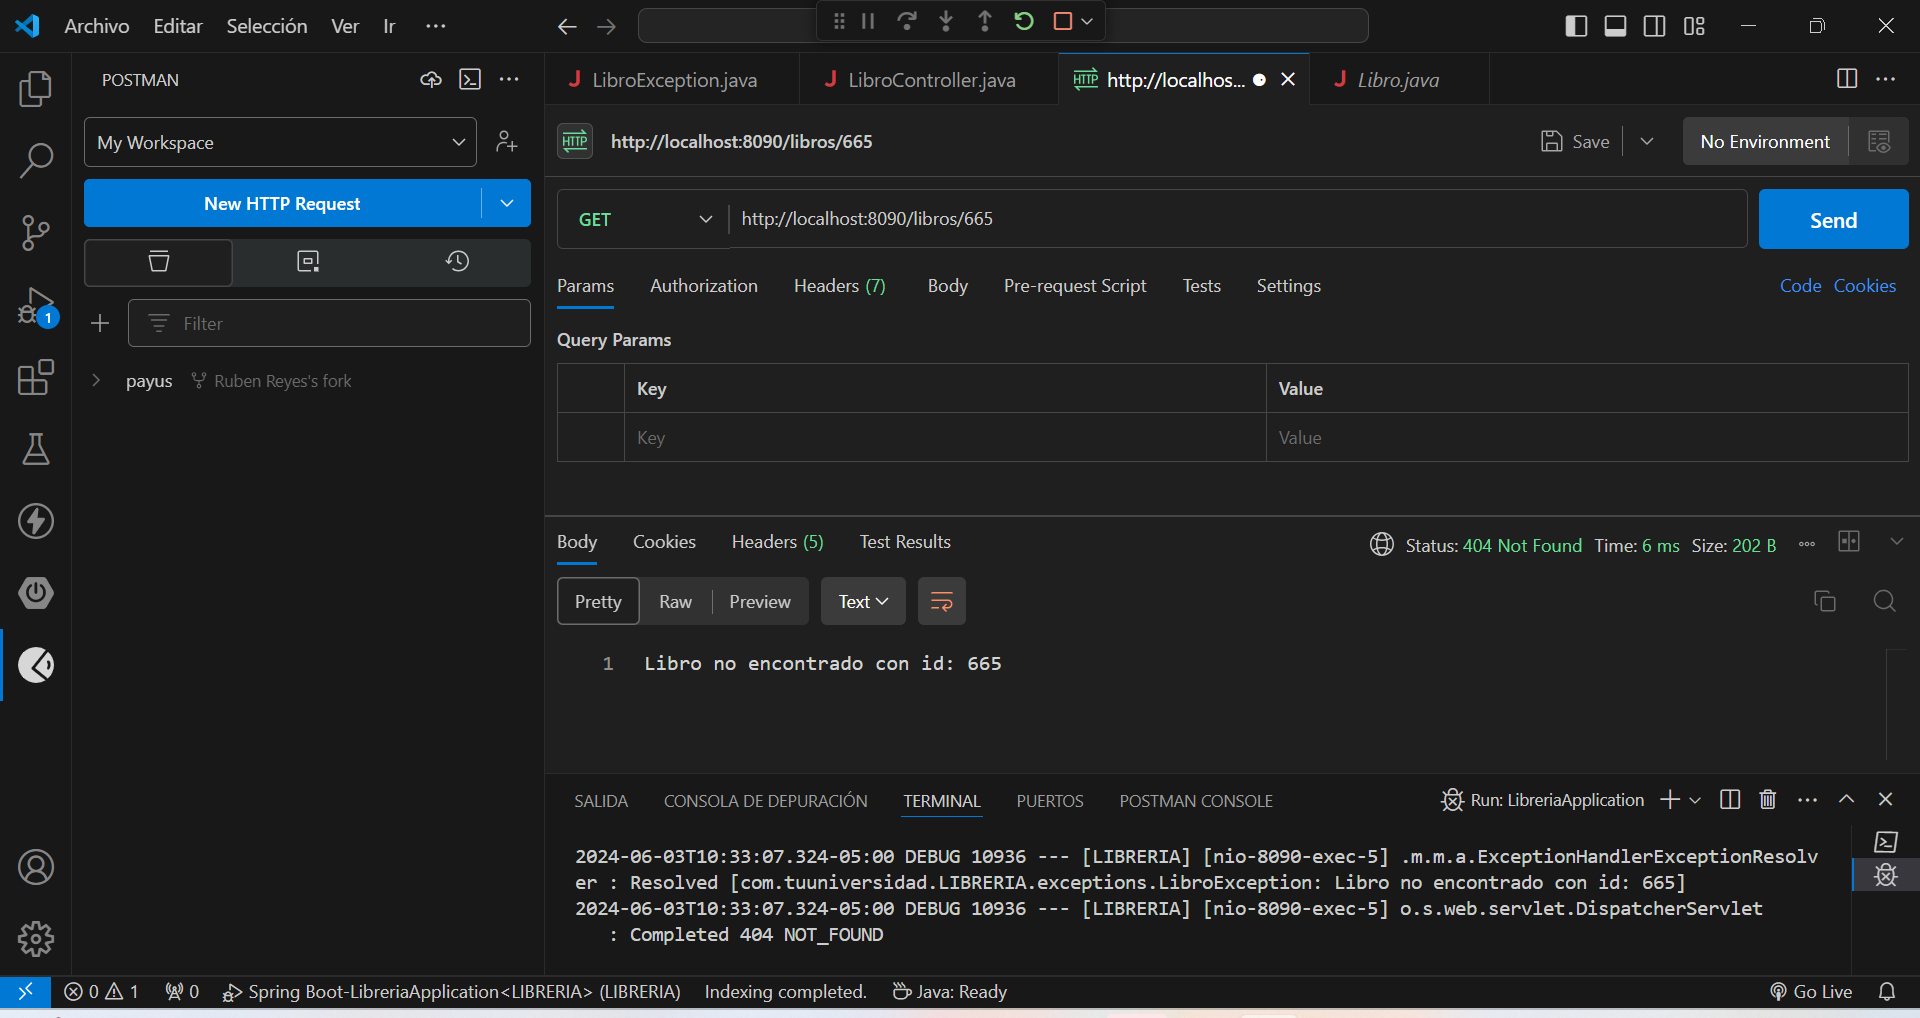 Archivo Editar Selección Ver Ir ···
POSTMAN
My Workspace
New HTTP Request
Filter
payus Ruben Reyes's fork
1
LibroException.java
LibroController.java
HTTP http://localhos...
Libro.java
HTTP http://localhost:8090/libros/665
Save
No Environment
GET http://localhost:8090/libros/665
Send
Params Authorization Headers (7) Body Pre-request Script Tests Settings
Code Cookies
Query Params
Key Value
Key Value
Body Cookies Headers (5) Test Results
Status: 404 Not Found Time: 6 ms Size: 202 B
Pretty Raw Preview Text
1 Libro no encontrado con id: 665
SALIDA CONSOLA DE DEPURACIÓN TERMINAL PUERTOS POSTMAN CONSOLE
Run: LibreriaApplication
2024-06-03T10:33:07.324-05:00 DEBUG 10936 --- [LIBRERIA] [nio-8090-exec-5] .m.m.a.ExceptionHandlerExceptionResolv
er : Resolved [com.tuuniversidad.LIBRERIA.exceptions.LibroException: Libro no encontrado con id: 665]
2024-06-03T10:33:07.324-05:00 DEBUG 10936 --- [LIBRERIA] [nio-8090-exec-5] o.s.web.servlet.DispatcherServlet
: Completed 404 NOT_FOUND
0 1 0 Spring Boot-LibreriaApplication<LIBRERIA> (LIBRERIA) Indexing completed. Java: Ready
Go Live